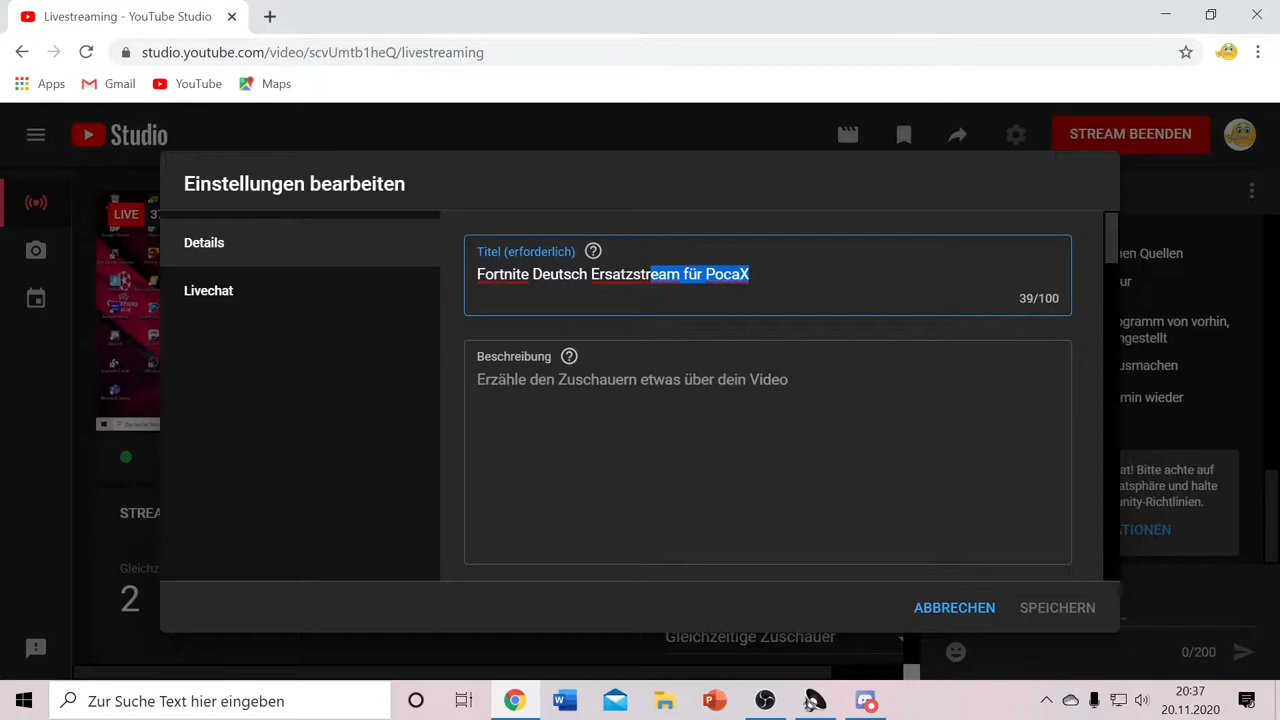 Livestreaming - YouTube Studio
studio.youtube.com/video/scvUmtb1heQ/livestreaming
Apps Gmail YouTube Maps
Studio
STREAM BEENDEN
Einstellungen bearbeiten
LIVE 37
Details
Livechat
Titel (erforderlich)
Fortnite Deutsch Ersatzstream für PocaX
39/100
Beschreibung
Erzähle den Zuschauern etwas über dein Video
en Quellen
ur
ogramm von vorhin,
ngestellt
usmachen
min wieder
at! Bitte achte auf
atsphäre und halte
unity-Richtlinien.
TIONEN
STREA
Gleichz
2
ABBRECHEN SPEICHERN
Gleichzeitige Zuschauer
0/200
Zur Suche Text hier eingeben
20:37
20.11.2020